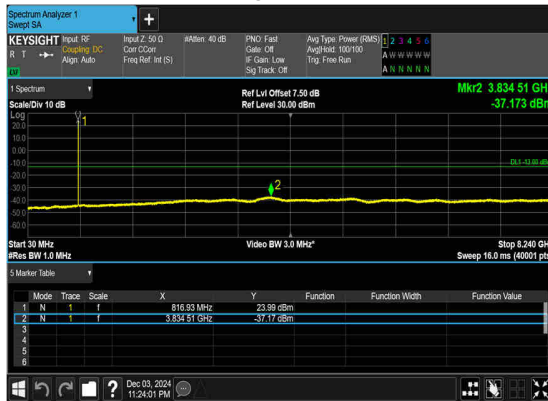 Spectrum Analyzer 1
Swept SA
+
KEYSIGHT Input: RF Input Z: 50 Ω #Atten: 40 dB PNO: Fast Avg Type: Power (RMS) 1 2 3 4 5 6
R T Coupling: DC Corr CCorr Gate: Off Avg|Hold: 100/100 A W W W W W
Align: Auto Freq Ref: Int (S) IF Gain: Low Trig: Free Run
Sig Track: Off A N N N N N
1 Spectrum Ref Lvl Offset 7.50 dB Mkr2 3.834 51 GH
Scale/Div 10 dB Ref Level 30.00 dBm -37.173 dBm
Log
20.0
10.0
0.00
-10.0
-20.0
-30.0
-40.0
-50.0
-60.0
1
2
DL1 -13.00 dB
Start 30 MHz Video BW 3.0 MHz* Stop 8.240 GH
#Res BW 1.0 MHz Sweep 16.0 ms (40001 pts
5 Marker Table
Mode Trace Scale X Y Function Function Width Function Value
1 N 1 f 816.93 MHz 23.99 dBm
2 N 1 f 3.834 51 GHz -37.17 dBm
3
4
5
6
? Dec 03, 2024
11:24:01 PM